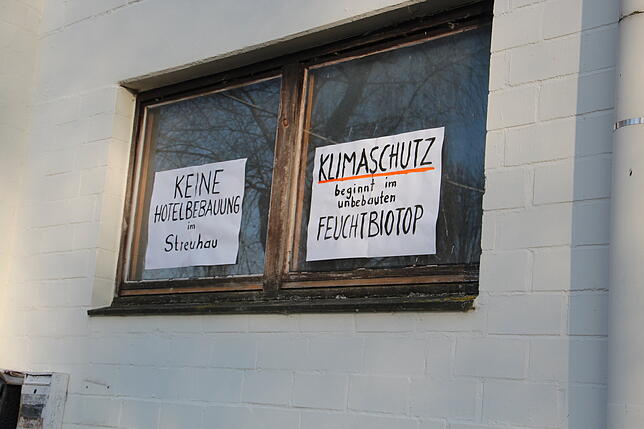 KEINE
HOTELBEBAUUNG
im
Streuhau
KLIMASCHUTZ
beginnt im
unbebauten
FEUCHTBIOTOP